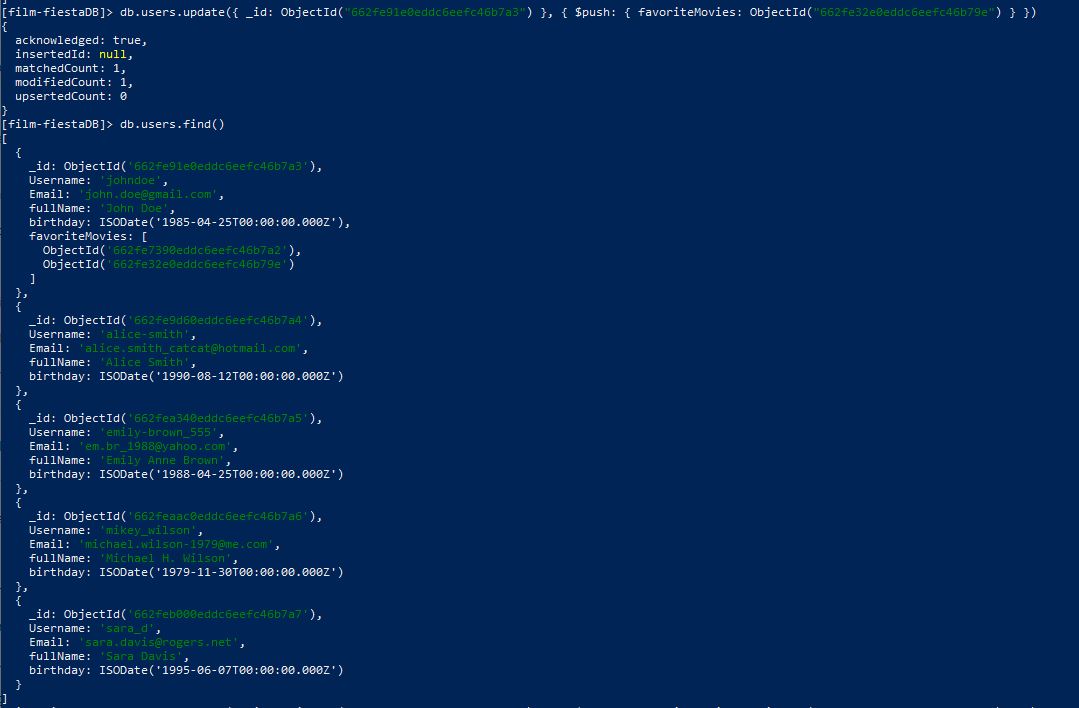 [film-fiestaDB]> db.users.update({ _id: ObjectId("662fe91e0eddc6eefc46b7a3") }, { $push: { favoriteMovies: ObjectId("662fe32e0eddc6eefc46b79e") } })
{
  acknowledged: true,
  insertedId: null,
  matchedCount: 1,
  modifiedCount: 1,
  upsertedCount: 0
}
[film-fiestaDB]> db.users.find()
[
  {
    _id: ObjectId('662fe91e0eddc6eefc46b7a3'),
    Username: 'johndoe',
    Email: 'john.doe@gmail.com',
    fullName: 'John Doe',
    birthday: ISODate('1985-04-25T00:00:00.000Z'),
    favoriteMovies: [
      ObjectId('662fe7390eddc6eefc46b7a2'),
      ObjectId('662fe32e0eddc6eefc46b79e')
    ]
  },
  {
    _id: ObjectId('662fe9d60eddc6eefc46b7a4'),
    Username: 'alice-smith',
    Email: 'alice.smith_catcat@hotmail.com',
    fullName: 'Alice Smith',
    birthday: ISODate('1990-08-12T00:00:00.000Z')
  },
  {
    _id: ObjectId('662fea340eddc6eefc46b7a5'),
    Username: 'emily-brown_555',
    Email: 'em.br_1988@yahoo.com',
    fullName: 'Emily Anne Brown',
    birthday: ISODate('1988-04-25T00:00:00.000Z')
  },
  {
    _id: ObjectId('662feaac0eddc6eefc46b7a6'),
    Username: 'mikey_wilson',
    Email: 'michael.wilson-1979@me.com',
    fullName: 'Michael H. Wilson',
    birthday: ISODate('1979-11-30T00:00:00.000Z')
  },
  {
    _id: ObjectId('662feb000eddc6eefc46b7a7'),
    Username: 'sara_d',
    Email: 'sara.davis@rogers.net',
    fullName: 'Sara Davis',
    birthday: ISODate('1995-06-07T00:00:00.000Z')
  }
]